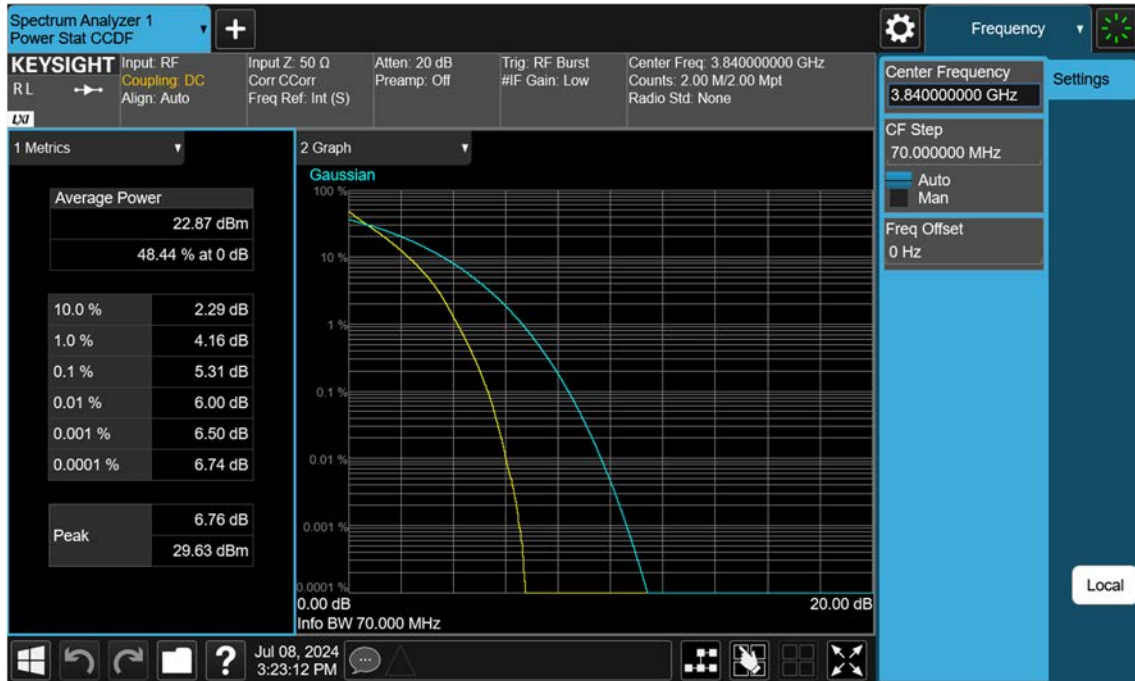 Spectrum Analyzer 1
Power Stat CCDF
Frequency
KEYSIGHT
RL
LXI
Input: RF
Coupling: DC
Align: Auto
Input Z: 50 Ω
Corr CCorr
Freq Ref: Int (S)
Atten: 20 dB
Preamp: Off
Trig: RF Burst
#IF Gain: Low
Center Freq: 3.840000000 GHz
Counts: 2.00 M/2.00 Mpt
Radio Std: None
Center Frequency
3.840000000 GHz
CF Step
70.000000 MHz
Auto
Man
Freq Offset
0 Hz
Settings
Local
1 Metrics
Average Power
22.87 dBm
48.44 % at 0 dB
10.0 % 2.29 dB
1.0 % 4.16 dB
0.1 % 5.31 dB
0.01 % 6.00 dB
0.001 % 6.50 dB
0.0001 % 6.74 dB
Peak
6.76 dB
29.63 dBm
2 Graph
Gaussian
100 %
10 %
1 %
0.1 %
0.01 %
0.001 %
0.0001 %
0.00 dB 20.00 dB
Info BW 70.000 MHz
?
Jul 08, 2024
3:23:12 PM